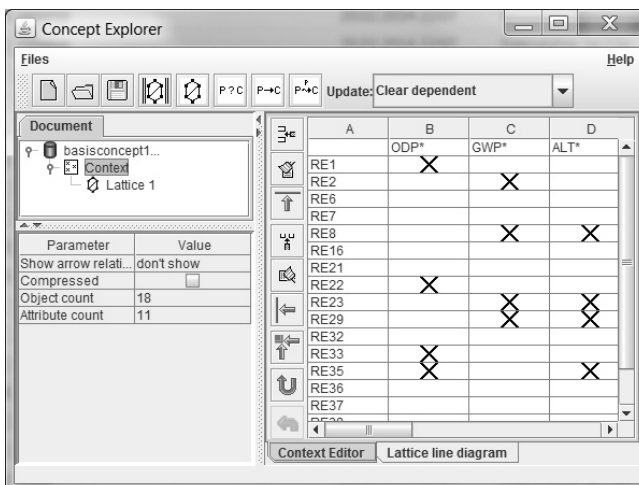 Concept Explorer
Files Help
P?C P→C Update: Clear dependent
Document
basisconcept1...
Context
Lattice 1
Parameter Value
Show arrow relati... don't show
Compressed
Object count 18
Attribute count 11
A B C D
ODP* GWP* ALT*
RE1 X
RE2 X
RE6
RE7
RE8 X X
RE16
RE21
RE22 X
RE23 X X
RE29 X X
RE32
RE33 X
RE35 X X
RE36
RE37
Context Editor Lattice line diagram